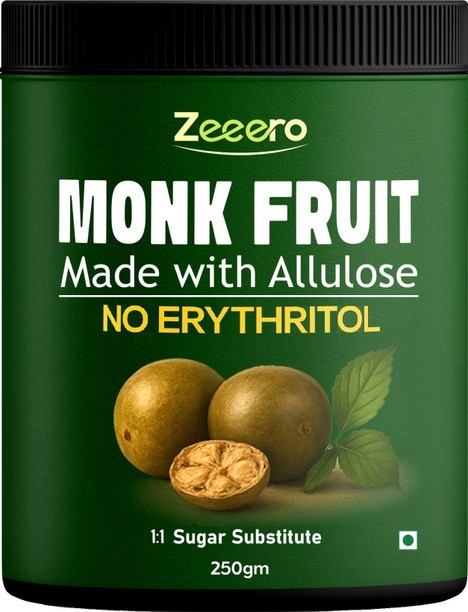 Zeeero
MONK FRUIT
Made with Allulose
NO ERYTHRITOL
1:1 Sugar Substitute
250gm